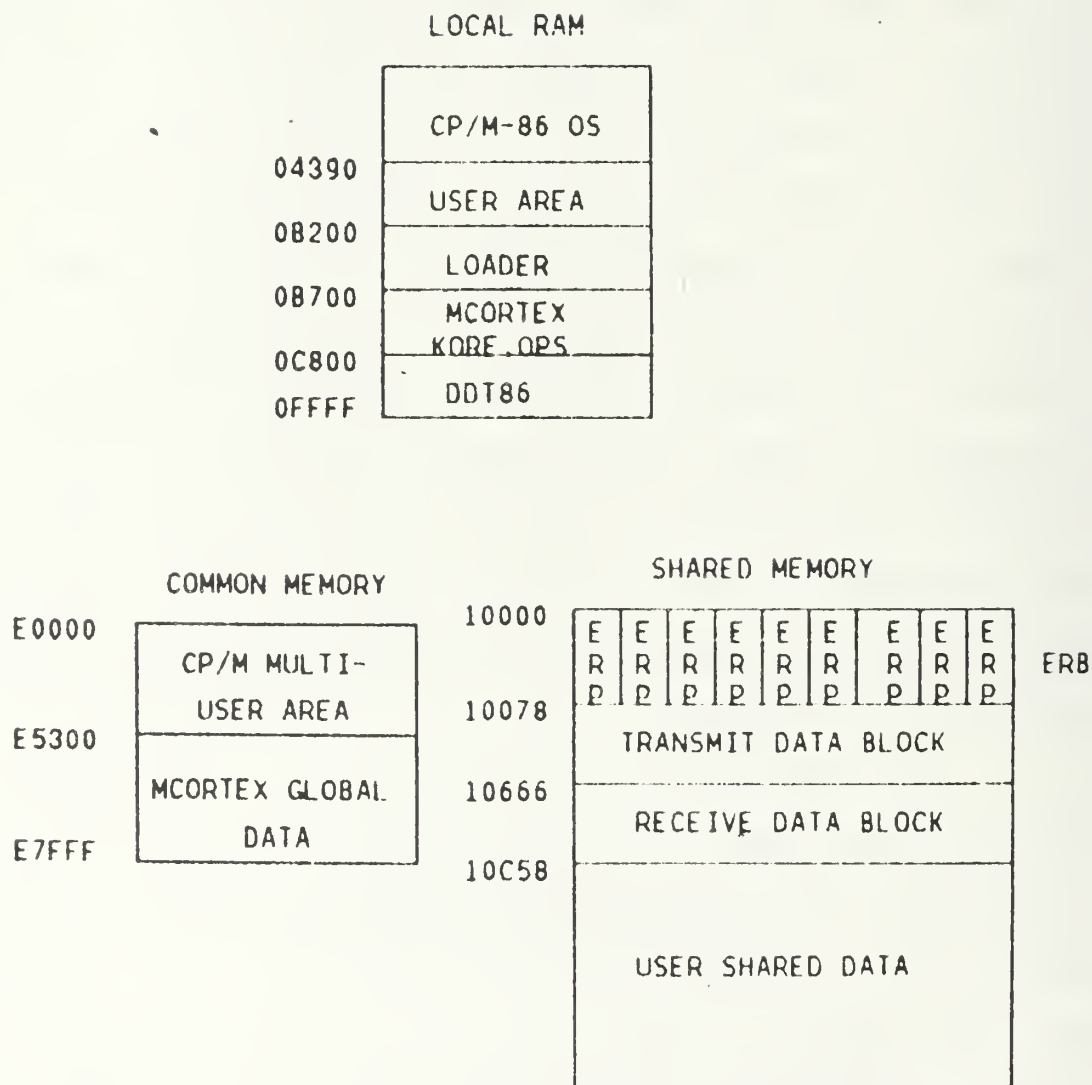 LOCAL RAM
CP/M-86 OS
04390
USER AREA
0B200
LOADER
0B700
MCORTEX
KORE.OPS
0C800
DDT86
0FFFF
COMMON MEMORY
E0000
CP/M MULTI-
USER AREA
E5300
MCORTEX GLOBAL
DATA
E7FFF
SHARED MEMORY
10000
E E E E E E E E E
R R R R R R R R R
P P P P P P P P P
ERB
10078
TRANSMIT DATA BLOCK
10666
RECEIVE DATA BLOCK
10C58
USER SHARED DATA